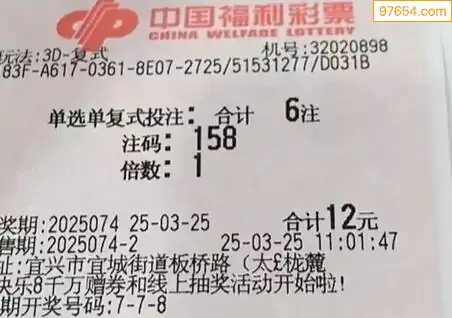 97654.com
中国福利彩票
CHINA WELFARE LOTTERY
玩法:3D-复式 机号:32020898
83F-A617-0361-8E07-2725/51531277/D031B
单选单复式投注: 合计 6注
注码: 158
倍数: 1
奖期:2025074 25-03-25 合计12元
售期:2025074-2 25-03-25 11:01:47
址:宜兴市宜城街道板桥路(太£栊麓
快乐8千万赠券和线上抽奖活动开始啦!
期开奖号码:7-7-8